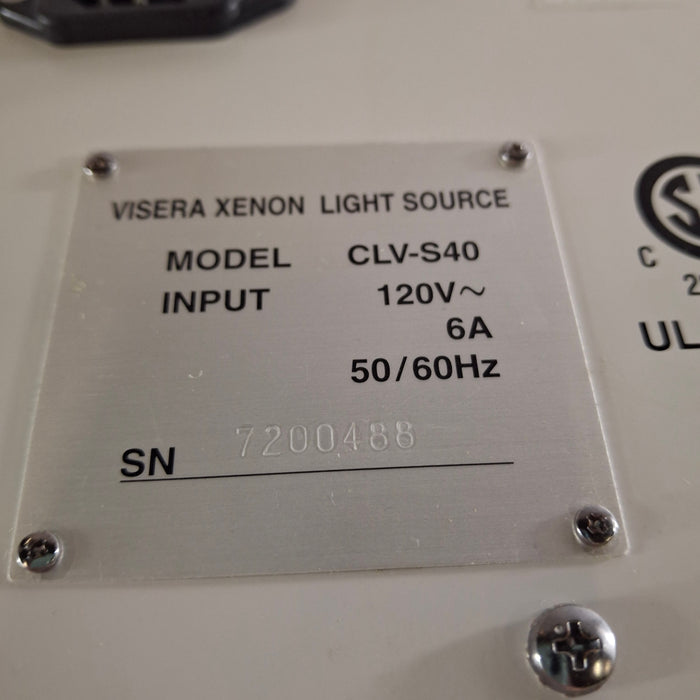 VISERA XENON LIGHT SOURCE
MODEL CLV-S40
INPUT 120V~
6A
50/60Hz
SN 7200488
C
UL